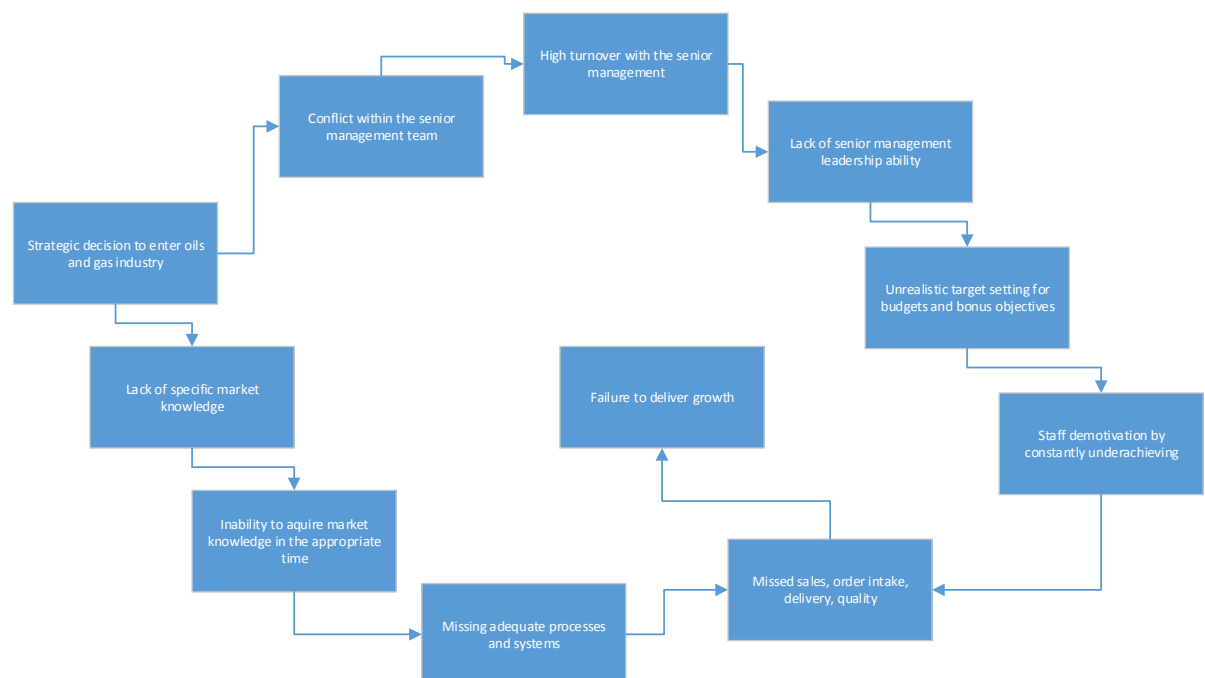 High turnover with the senior
management
Conflict within the senior
management team
Lack of senior management
leadership ability
Strategic decision to enter oils
and gas industry
Unrealistic target setting for
budgets and bonus objectives
Lack of specific market
knowledge
Failure to deliver growth
Staff demotivation by
constantly underachieving
Inability to aquire market
knowledge in the appropriate
time
Missed sales, order intake,
delivery, quality
Missing adequate processes
and systems